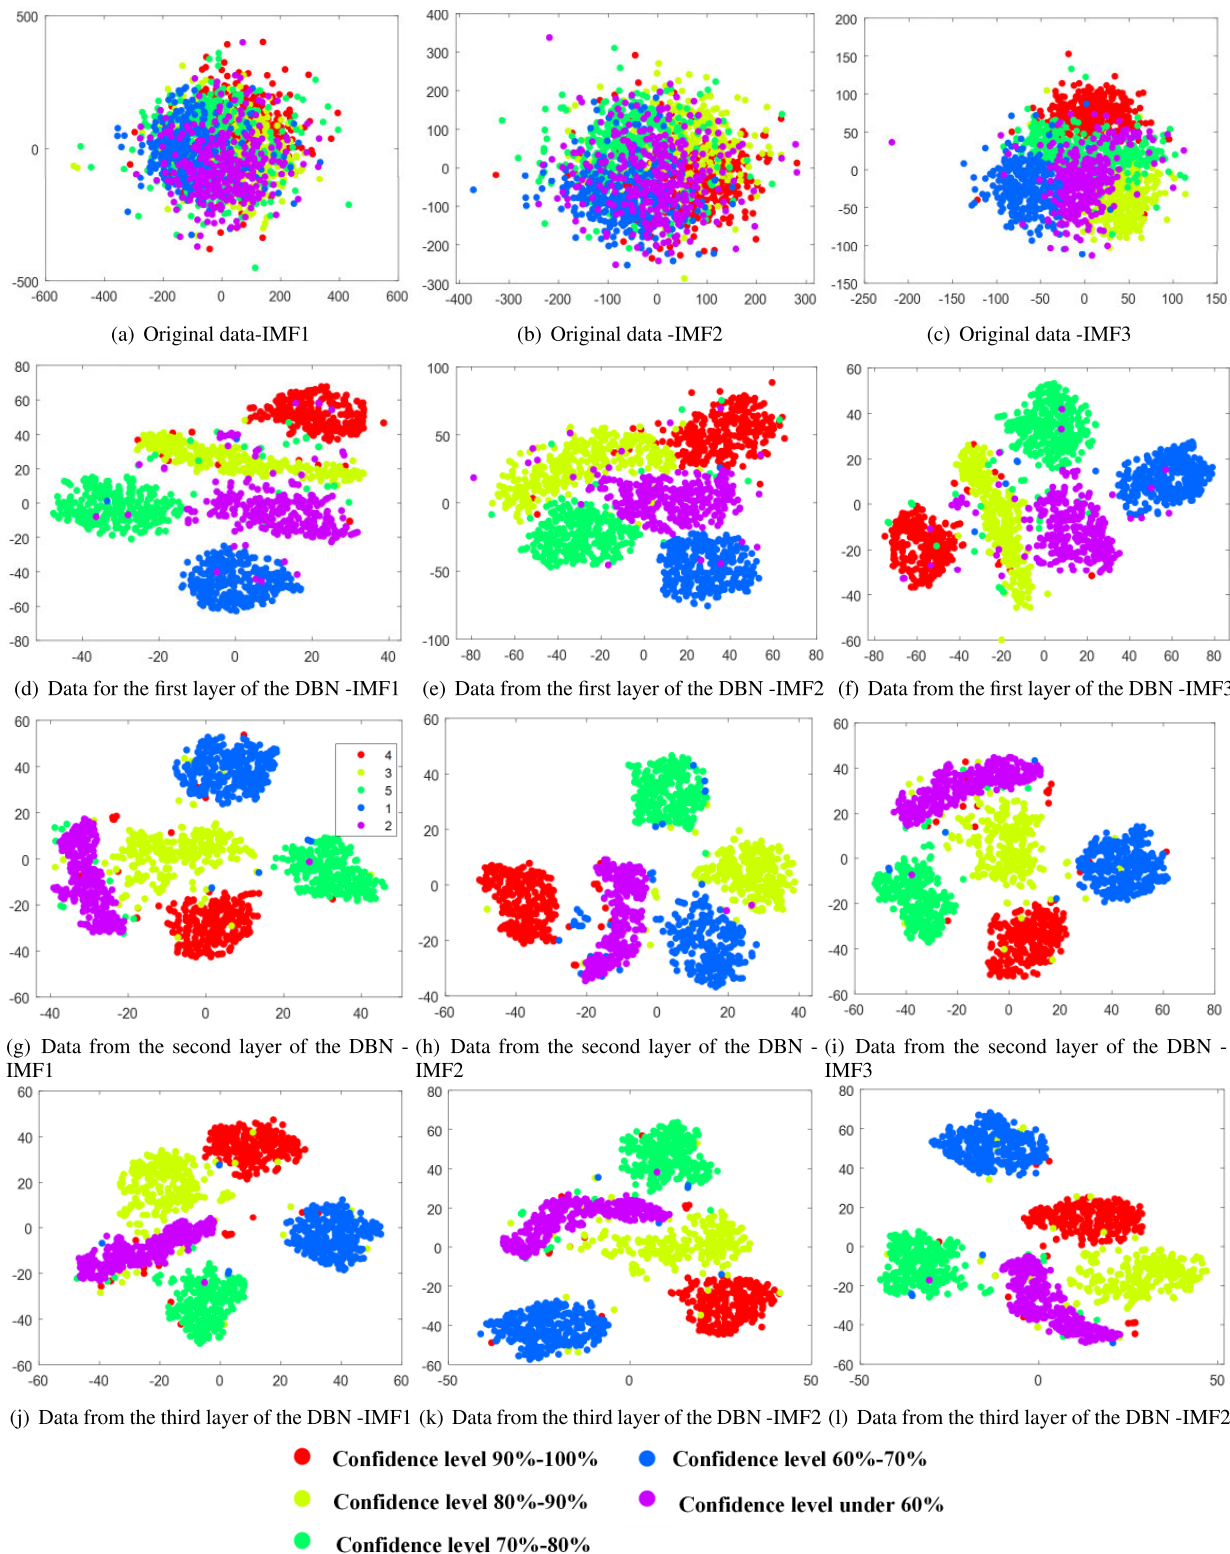 500
0
-500
-600 -400 -200 0 200 400 600
400
300
200
100
0
-100
-200
-300
-400 -300 -200 -100 0 100 200 300
200
150
100
50
0
-50
-100
-150
-250 -200 -150 -100 -50 0 50 100 150
(a) Original data-IMF1
(b) Original data -IMF2
(c) Original data -IMF3
80
60
40
20
0
-20
-40
-60
-80
-40 -20 0 20 40
100
50
0
-50
-100
-80 -60 -40 -20 0 20 40 60 80
60
40
20
0
-20
-40
-60
-80 -60 -40 -20 0 20 40 60 80
(d) Data for the first layer of the DBN -IMF1
(e) Data from the first layer of the DBN -IMF2
(f) Data from the first layer of the DBN -IMF3
60
40
20
0
-20
-40
-60
-40 -20 0 20 40
4
3
5
1
2
60
40
20
0
-20
-40
-60 -40 -20 0 20 40
60
40
20
0
-20
-40
-60
-60 -40 -20 0 20 40 60 80
(g) Data from the second layer of the DBN -
IMF1
(h) Data from the second layer of the DBN -
IMF2
(i) Data from the second layer of the DBN -
IMF3
60
40
20
0
-20
-40
-60
-60 -40 -20 0 20 40 60
80
60
40
20
0
-20
-40
-60
-50 0 50
80
60
40
20
0
-20
-40
-60
-50 0 50
(j) Data from the third layer of the DBN -IMF1
(k) Data from the third layer of the DBN -IMF2
(l) Data from the third layer of the DBN -IMF2
Confidence level 90%-100%
Confidence level 60%-70%
Confidence level 80%-90%
Confidence level under 60%
Confidence level 70%-80%